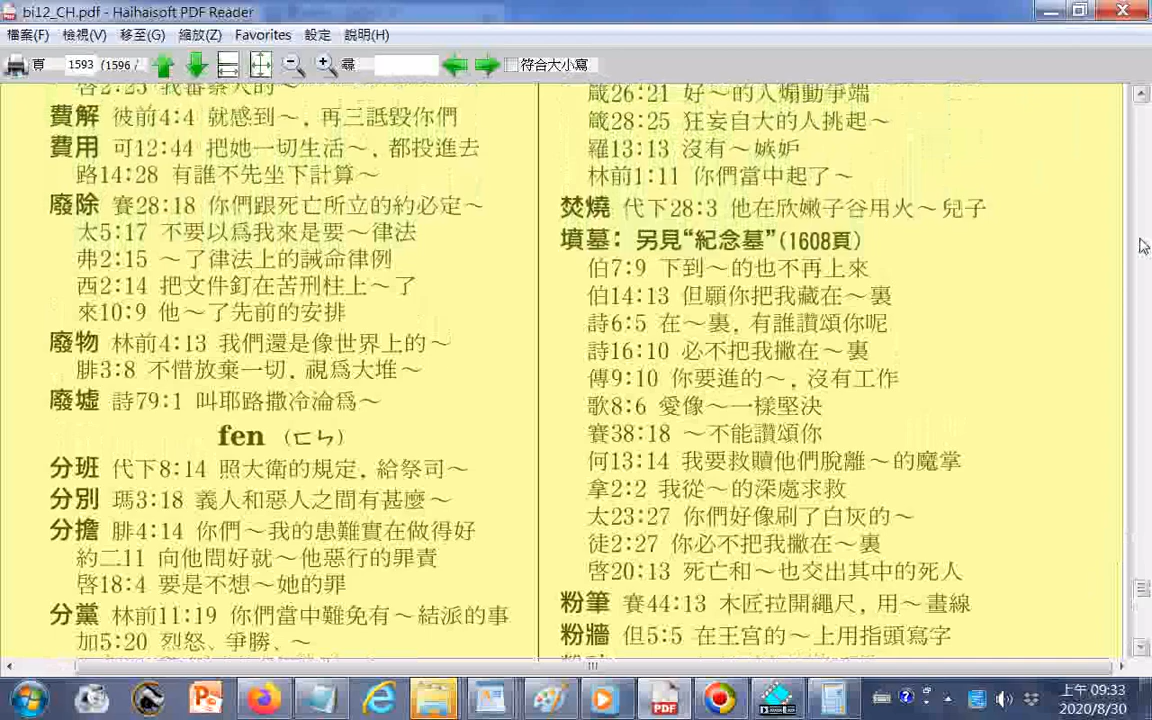 bi12_CH.pdf - Haihaisoft PDF Reader
檔案(F) 檢視(V) 移至(G) 縮放(Z) Favorites 設定 說明(H)
頁 1593 (1596 / 尋 符合大小寫
啓2:23 我審察人的～
費解 彼前4:4 就感到～，再三詆毀你們
費用 可12:44 把她一切生活～，都投進去
路14:28 有誰不先坐下計算～
廢除 賽28:18 你們跟死亡所立的約必定～
太5:17 不要以爲我來是要～律法
弗2:15 ～了律法上的誡命律例
西2:14 把文件釘在苦刑柱上～了
來10:9 他～了先前的安排
廢物 林前4:13 我們還是像世界上的～
腓3:8 不惜放棄一切，視爲大堆～
廢墟 詩79:1 叫耶路撒冷淪爲～
fen (ㄈㄣ)
分班 代下8:14 照大衛的規定，給祭司～
分別 瑪3:18 義人和惡人之間有甚麼～
分擔 腓4:14 你們～我的患難實在做得好
約二11 向他問好就～他惡行的罪責
啓18:4 要是不想～她的罪
分黨 林前11:19 你們當中難免有～結派的事
加5:20 烈怒、爭勝、～
箴26:21 好～的人煽動爭端
箴28:25 狂妄自大的人挑起～
羅13:13 沒有～嫉妒
林前1:11 你們當中起了～
焚燒 代下28:3 他在欣嫩子谷用火～兒子
墳墓：另見“紀念墓”(1608頁)
伯7:9 下到～的也不再上來
伯14:13 但願你把我藏在～裏
詩6:5 在～裏，有誰讚頌你呢
詩16:10 必不把我撇在～裏
傳9:10 你要進的～，沒有工作
歌8:6 愛像～一樣堅決
賽38:18 ～不能讚頌你
何13:14 我要救贖他們脫離～的魔掌
拿2:2 我從～的深處求救
太23:27 你們好像刷了白灰的～
徒2:27 你必不把我撇在～裏
啓20:13 死亡和～也交出其中的死人
粉筆 賽44:13 木匠拉開繩尺，用～畫線
粉牆 但5:5 在王宮的～上用指頭寫字
上午 09:33
2020/8/30